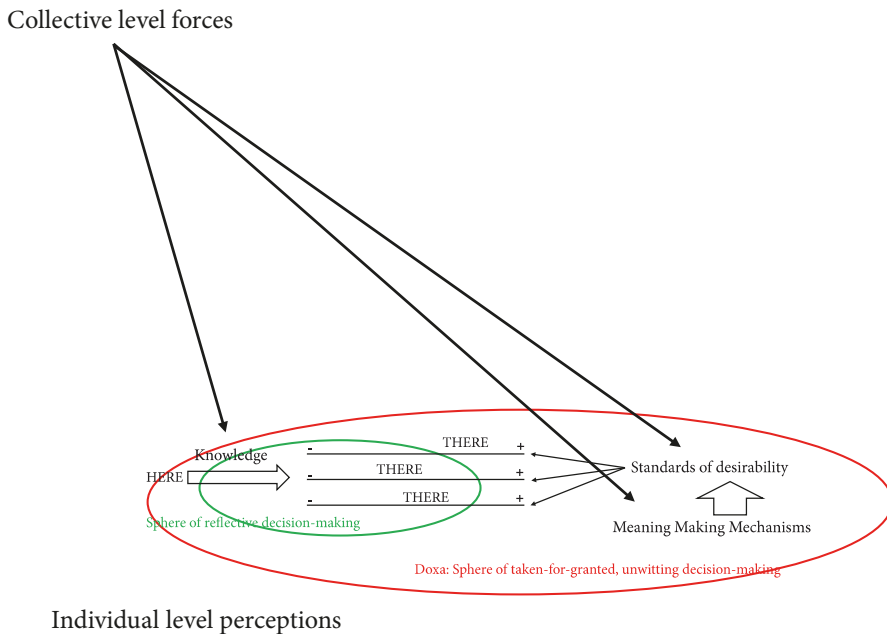 Collective level forces
- THERE +
Knowledge
Standards of desirability
HERE - THERE +
- THERE +
Sphere of reflective decision-making
Meaning Making Mechanisms
Doxa: Sphere of taken-for-granted, unwitting decision-making
Individual level perceptions